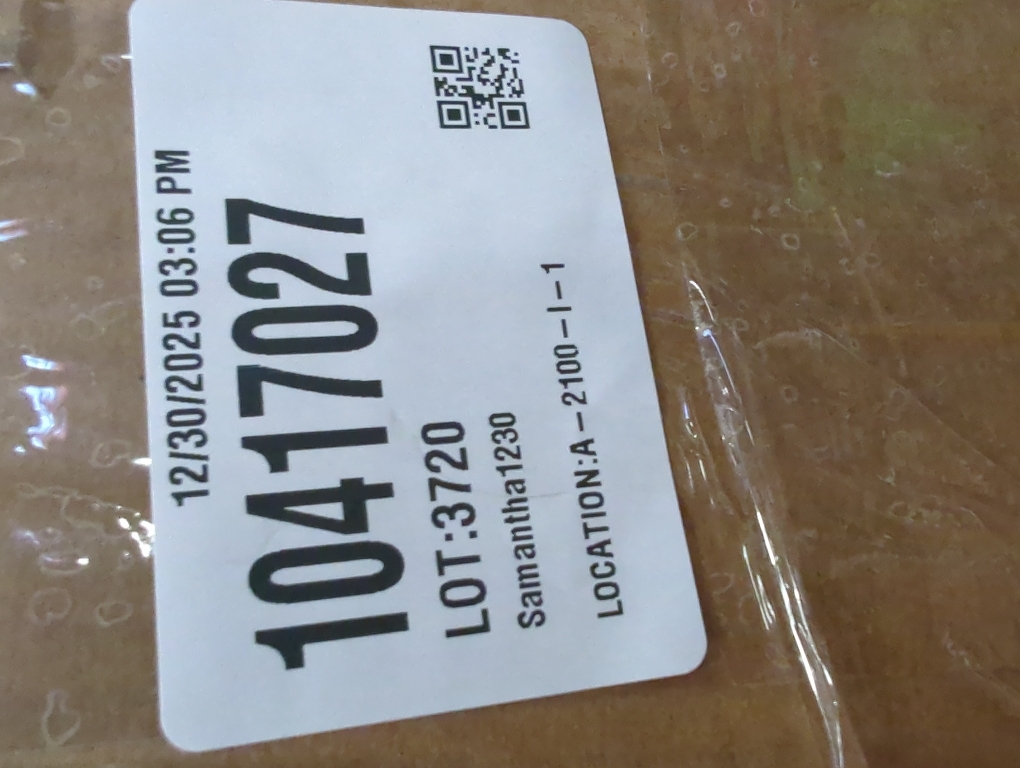 12/30/2025 03:06 PM
10417027
LOT:3720
Samantha1230
LOCATION:A-2100-I-1